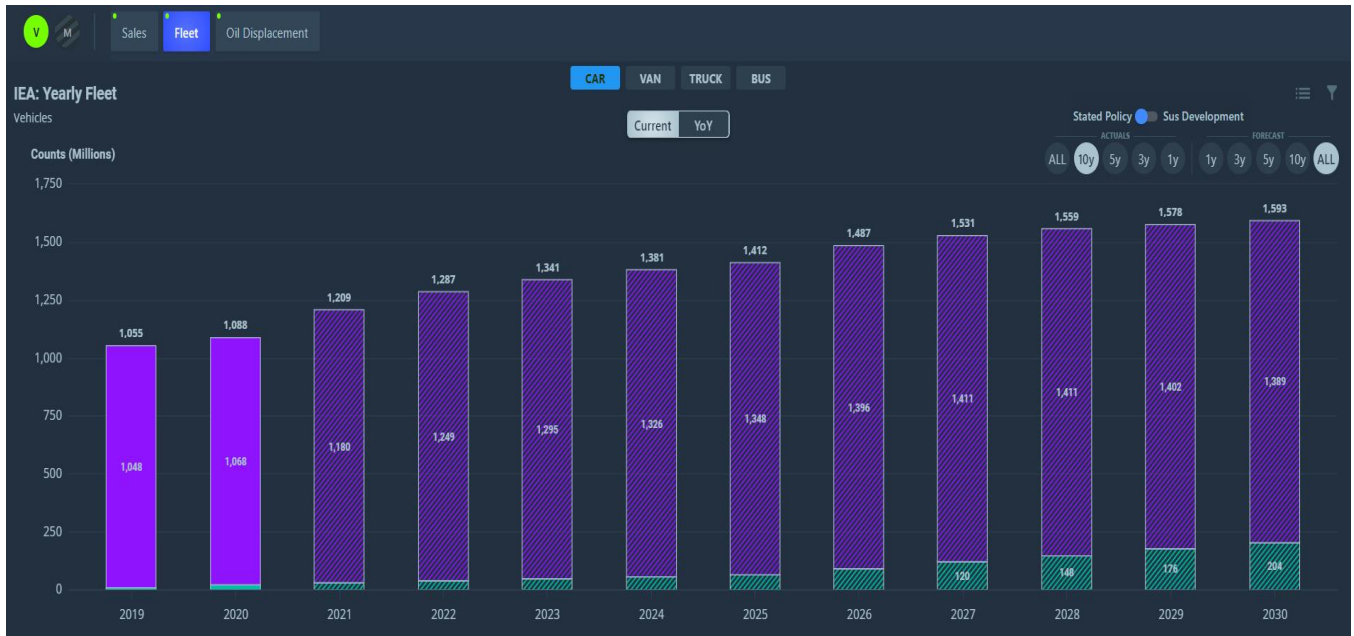 V M Sales Fleet Oil Displacement
CAR VAN TRUCK BUS
IEA: Yearly Fleet
Vehicles
Current YoY
Stated Policy Sus Development
ACTUALS FORECAST
ALL 10y 5y 3y 1y 1y 3y 5y 10y ALL
Counts (Millions)
1,750
1,500
1,250
1,000
750
500
250
0
1,055 1,088 1,209 1,287 1,341 1,381 1,412 1,487 1,531 1,559 1,578 1,593
1,048 1,068 1,180 1,249 1,295 1,326 1,348 1,396 1,411 1,411 1,402 1,389
120 148 176 204
2019 2020 2021 2022 2023 2024 2025 2026 2027 2028 2029 2030